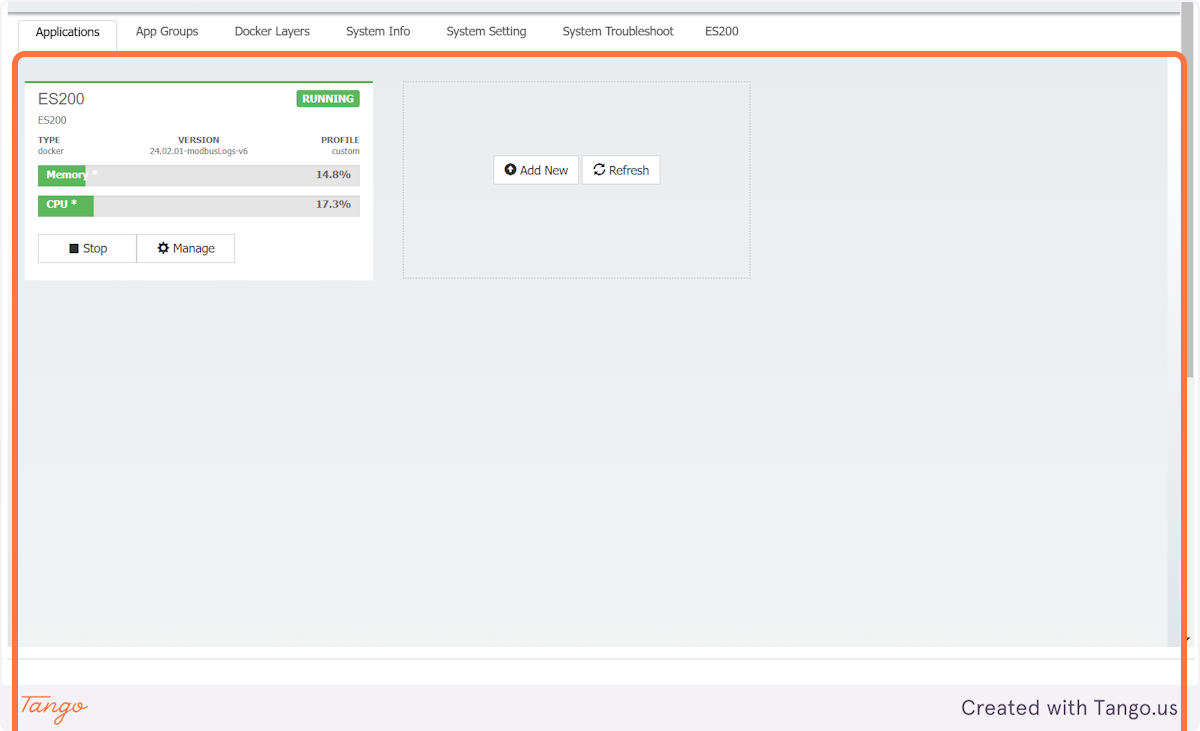 Applications App Groups Docker Layers System Info System Setting System Troubleshoot ES200
ES200 RUNNING
ES200
TYPE VERSION PROFILE
docker 24.02.01-modbusLogs-v6 custom
Memory * 14.8%
CPU * 17.3%
Stop Manage
Add New Refresh
Tango Created with Tango.us